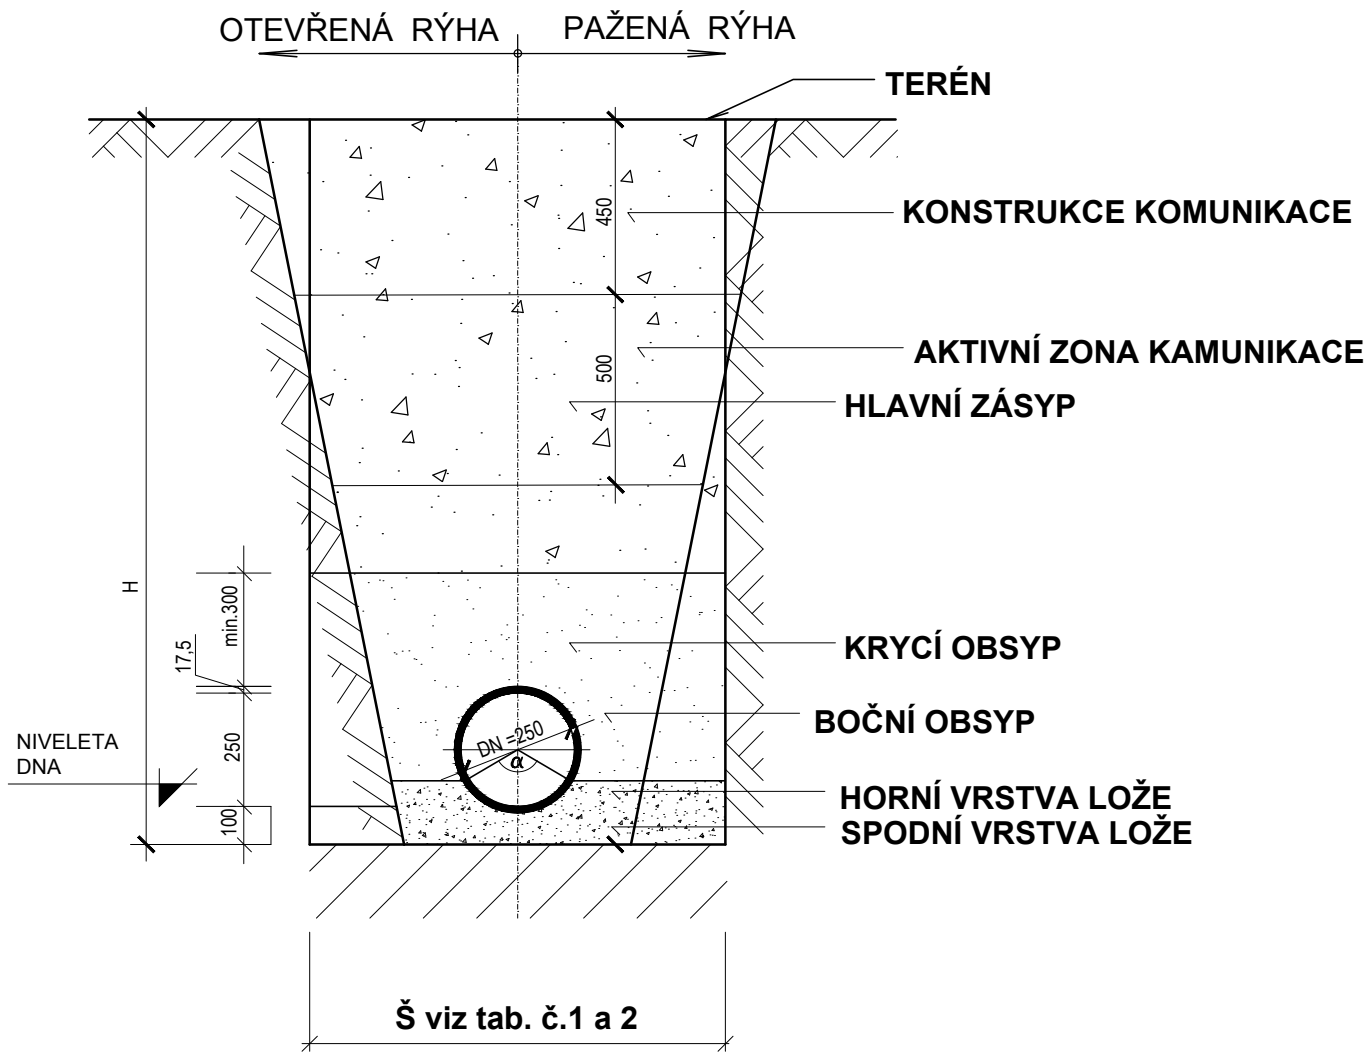 OTEVŘENÁ RÝHA
PAŽENÁ RÝHA
TERÉN
450
KONSTRUKCE KOMUNIKACE
500
AKTIVNÍ ZONA KAMUNIKACE
HLAVNÍ ZÁSYP
H
min.300
17,5
KRYCÍ OBSYP
250
DN =250
α
BOČNÍ OBSYP
NIVELETA
DNA
100
HORNÍ VRSTVA LOŽE
SPODNÍ VRSTVA LOŽE
Š viz tab. č.1 a 2